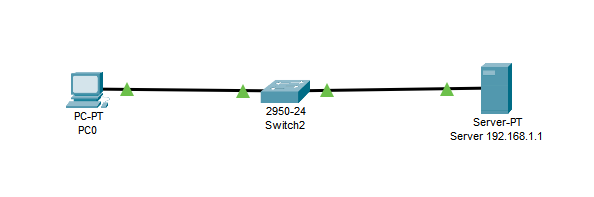 PC-PT
PC0
2950-24
Switch2
Server-PT
Server 192.168.1.1